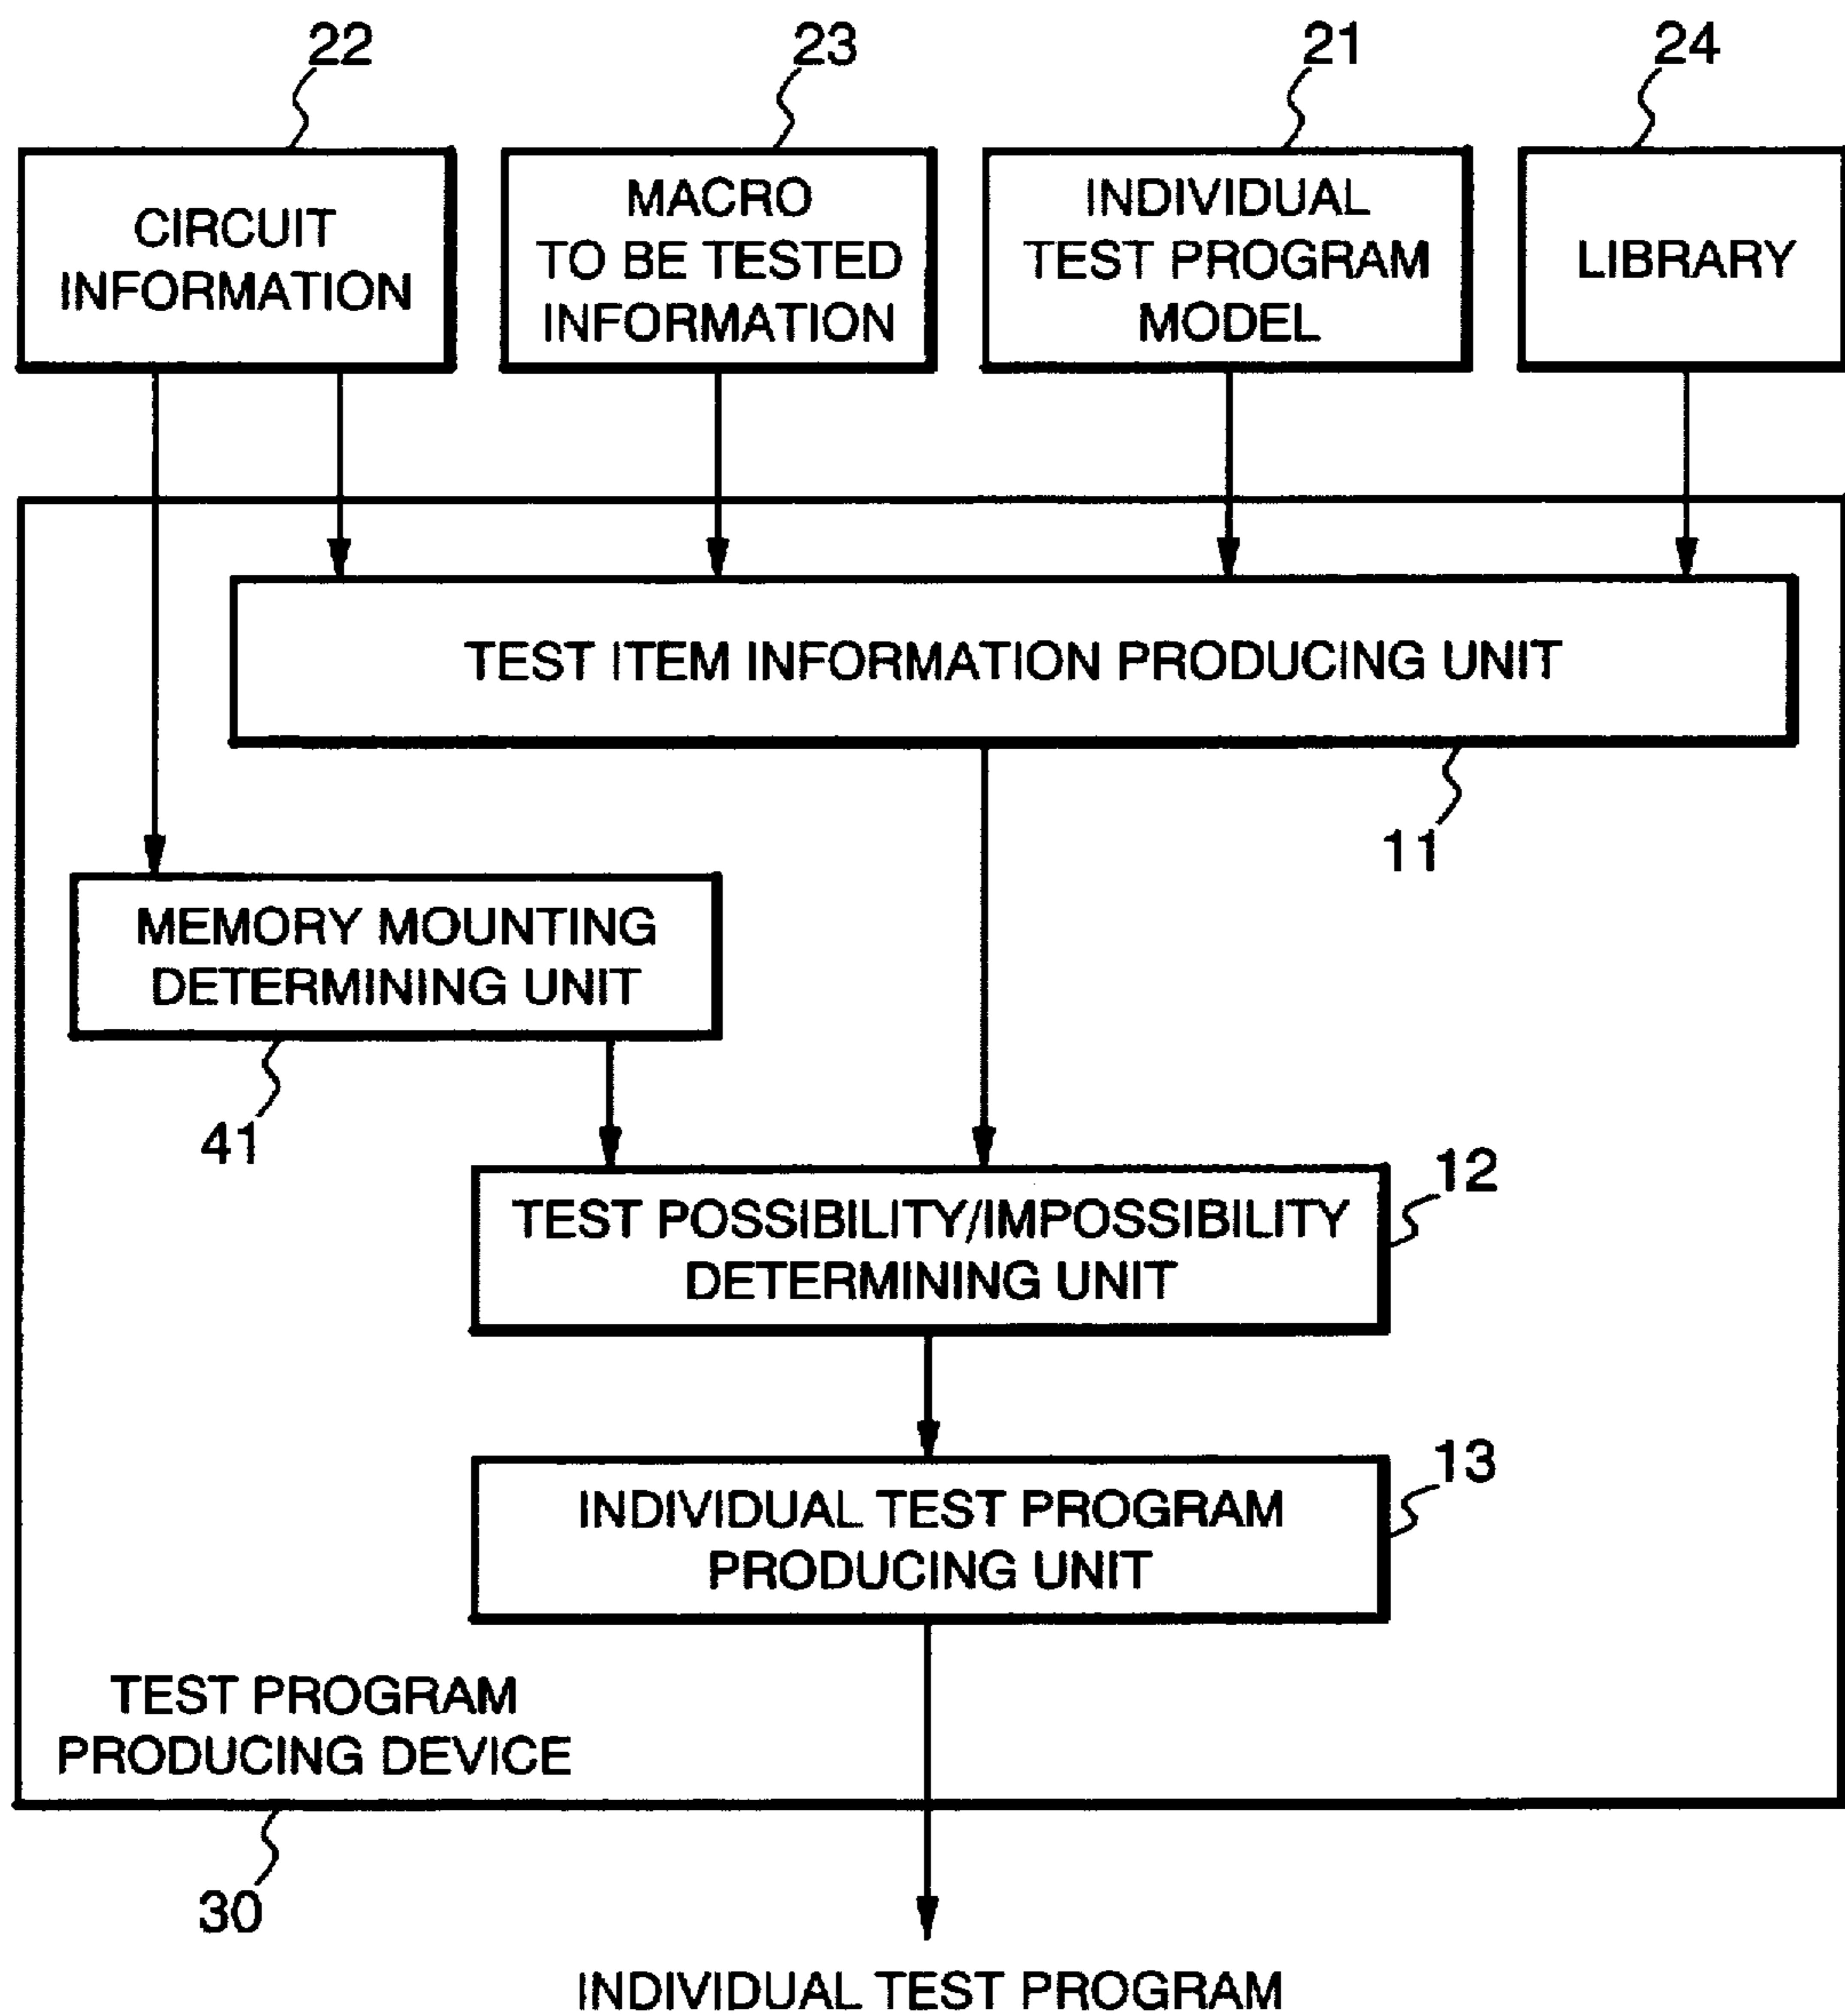 22
23
21
24
CIRCUIT
INFORMATION
MACRO
TO BE TESTED
INFORMATION
INDIVIDUAL
TEST PROGRAM
MODEL
LIBRARY
TEST ITEM INFORMATION PRODUCING UNIT
11
MEMORY MOUNTING
DETERMINING UNIT
41
TEST POSSIBILITY/IMPOSSIBILITY
DETERMINING UNIT
12
INDIVIDUAL TEST PROGRAM
PRODUCING UNIT
13
TEST PROGRAM
PRODUCING DEVICE
30
INDIVIDUAL TEST PROGRAM